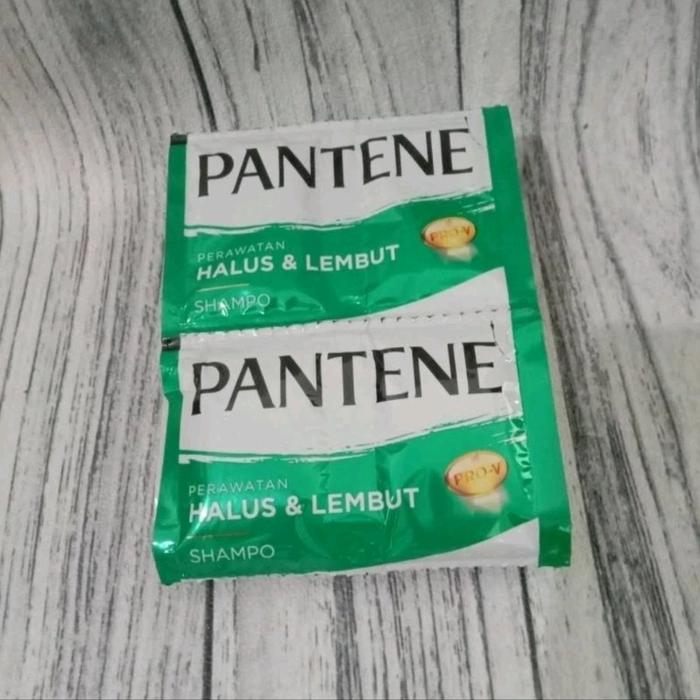 PANTENE
PRO-V
PERAWATAN
HALUS & LEMBUT
SHAMPO
PANTENE
PRO-V
PERAWATAN
HALUS & LEMBUT
SHAMPO